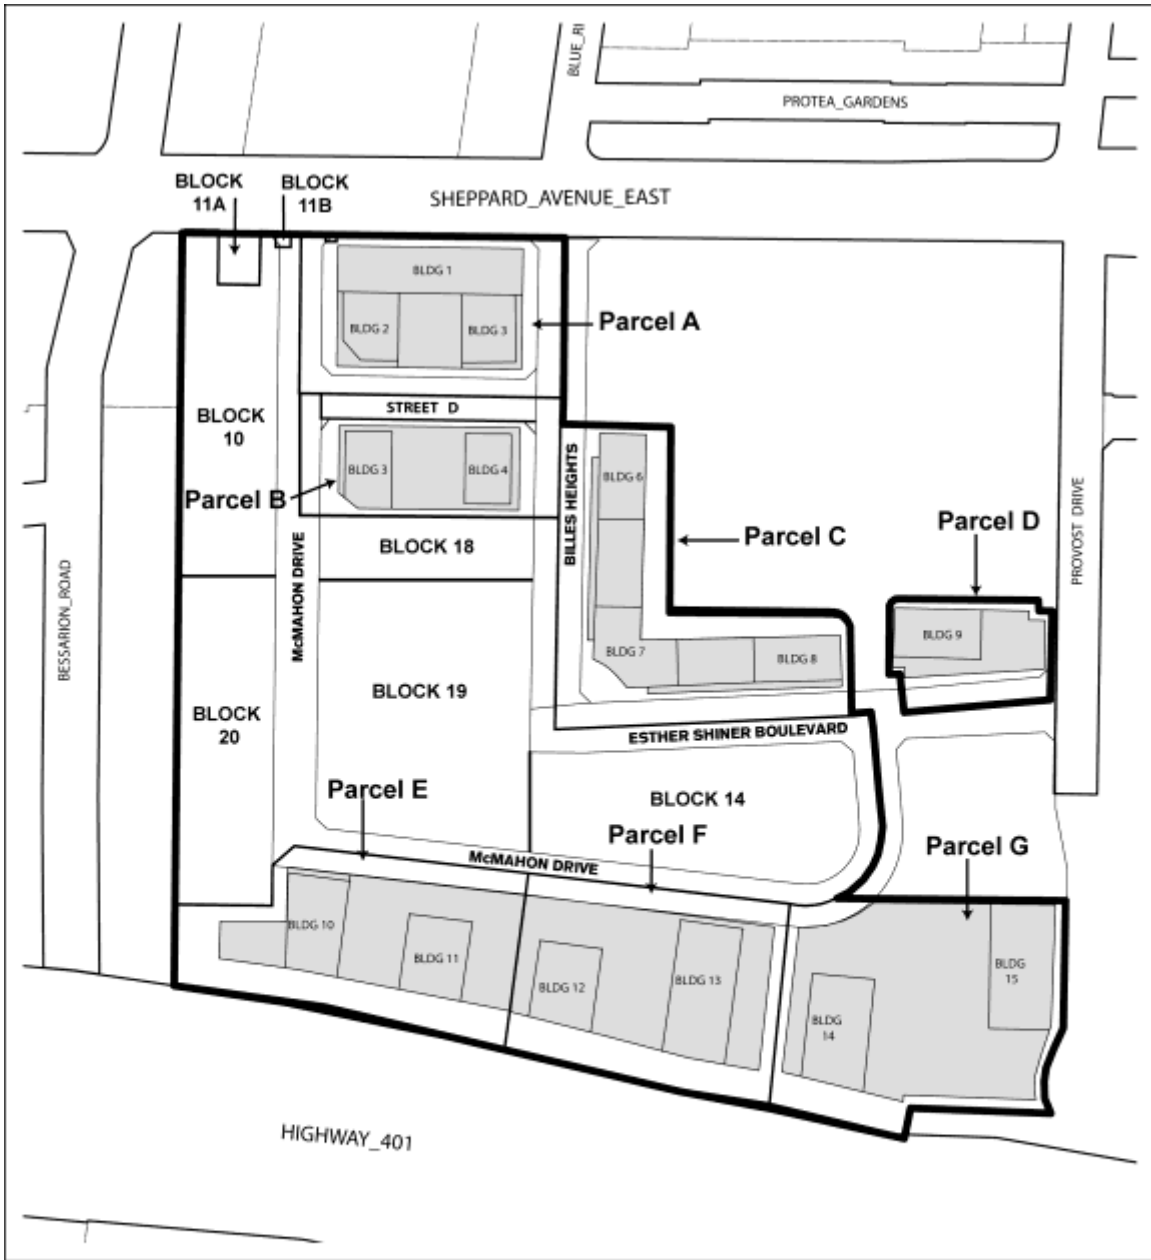 BLUE_RI
PROTEA_GARDENS
BLOCK
11A
BLOCK
11B
SHEPPARD_AVENUE_EAST
BLDG 1
BLDG 2
BLDG 3
Parcel A
STREET D
BLOCK
10
BLDG 3
BLDG 4
Parcel B
BILLES HEIGHTS
BLDG 6
Parcel C
Parcel D
PROVOST DRIVE
BLOCK 18
McMAHON DRIVE
BESSARION_ROAD
BLDG 9
BLDG 7
BLDG 8
BLOCK 19
BLOCK
20
ESTHER SHINER BOULEVARD
Parcel E
BLOCK 14
Parcel F
Parcel G
McMAHON DRIVE
BLDG 10
BLDG 11
BLDG 12
BLDG 13
BLDG
14
BLDG
15
HIGHWAY_401